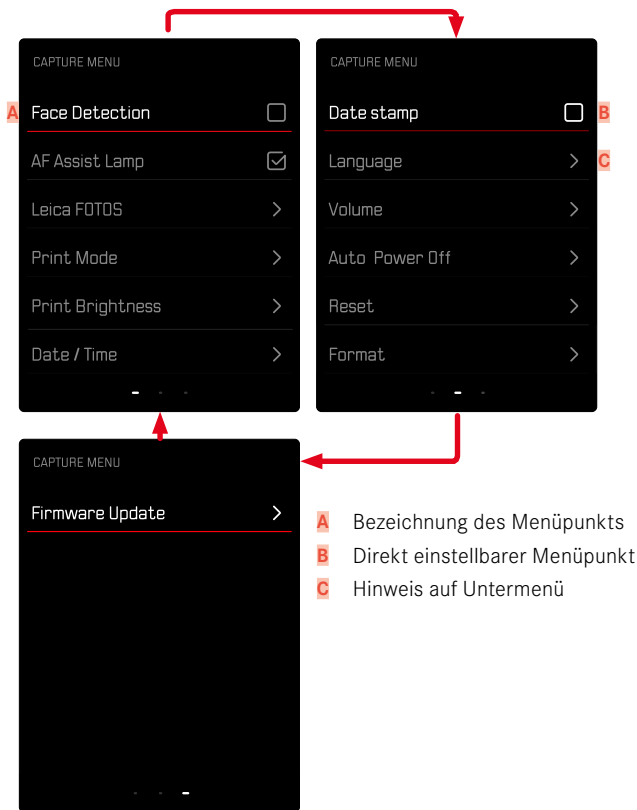 CAPTURE MENU
A Face Detection
AF Assist Lamp
Leica FOTOS
Print Mode
Print Brightness
Date / Time
CAPTURE MENU
Date stamp B
Language C
Volume
Auto Power Off
Reset
Format
CAPTURE MENU
Firmware Update
A Bezeichnung des Menüpunkts
B Direkt einstellbarer Menüpunkt
C Hinweis auf Untermenü